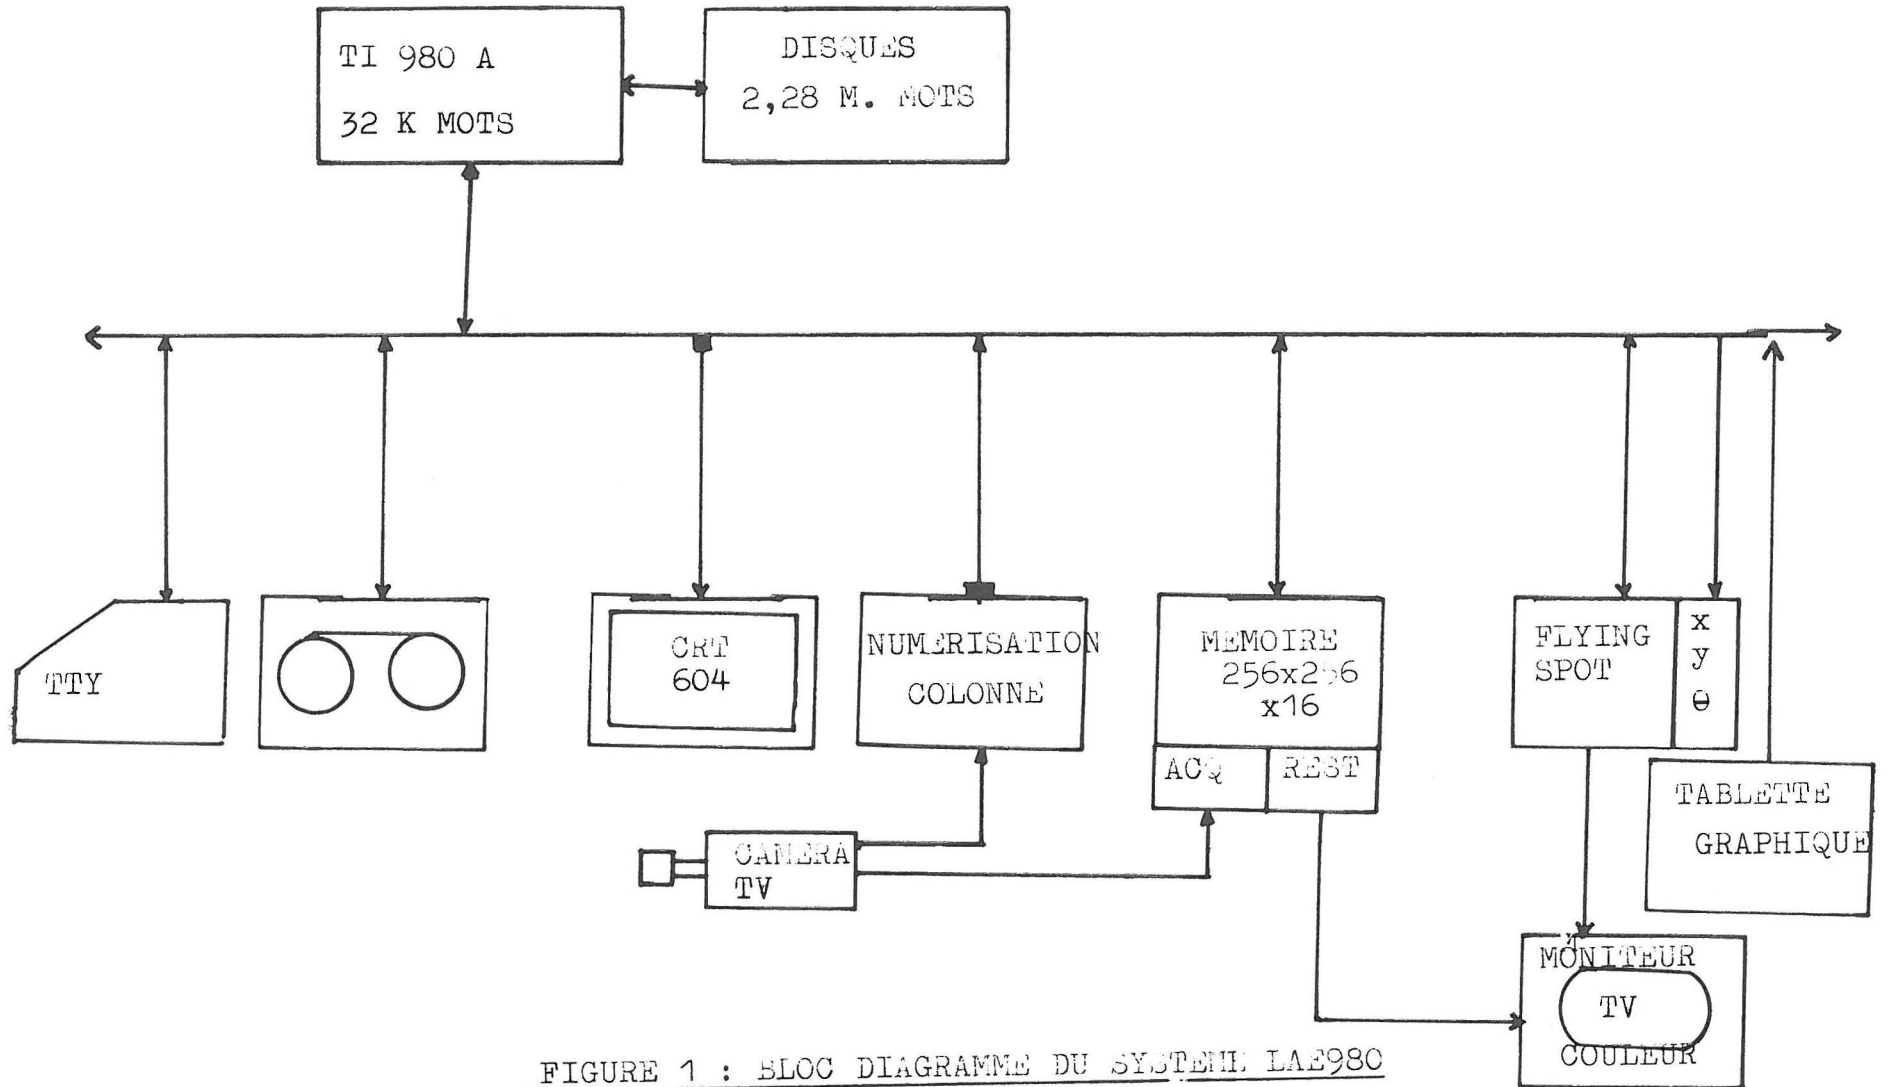 TI 980 A
32 K MOTS
DISQUES
2,28 M. MOTS
TTY
CRT
604
NUMERISATION
COLONNE
MEMOIRE
256x256
x16
ACQ
REST
FLYING
SPOT
x
y
θ
TABLETTE
GRAPHIQUE
CAMERA
TV
MONITEUR
TV
COULEUR
FIGURE 1 : BLOC DIAGRAMME DU SYSTEME LAE980